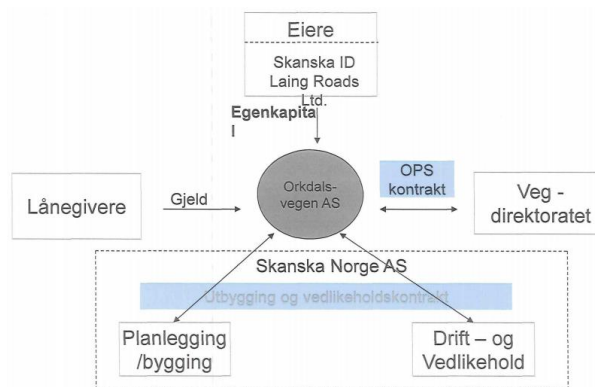 Eiere
Skanska ID
Laing Roads
Ltd.
Egenkapita
l
OPS
kontrakt
Orkdals-
vegen AS
Lånegivere
Gjeld
Veg -
direktoratet
Skanska Norge AS
Utbygging og vedlikeholdskontrakt
Planlegging
/bygging
Drift – og
Vedlikehold